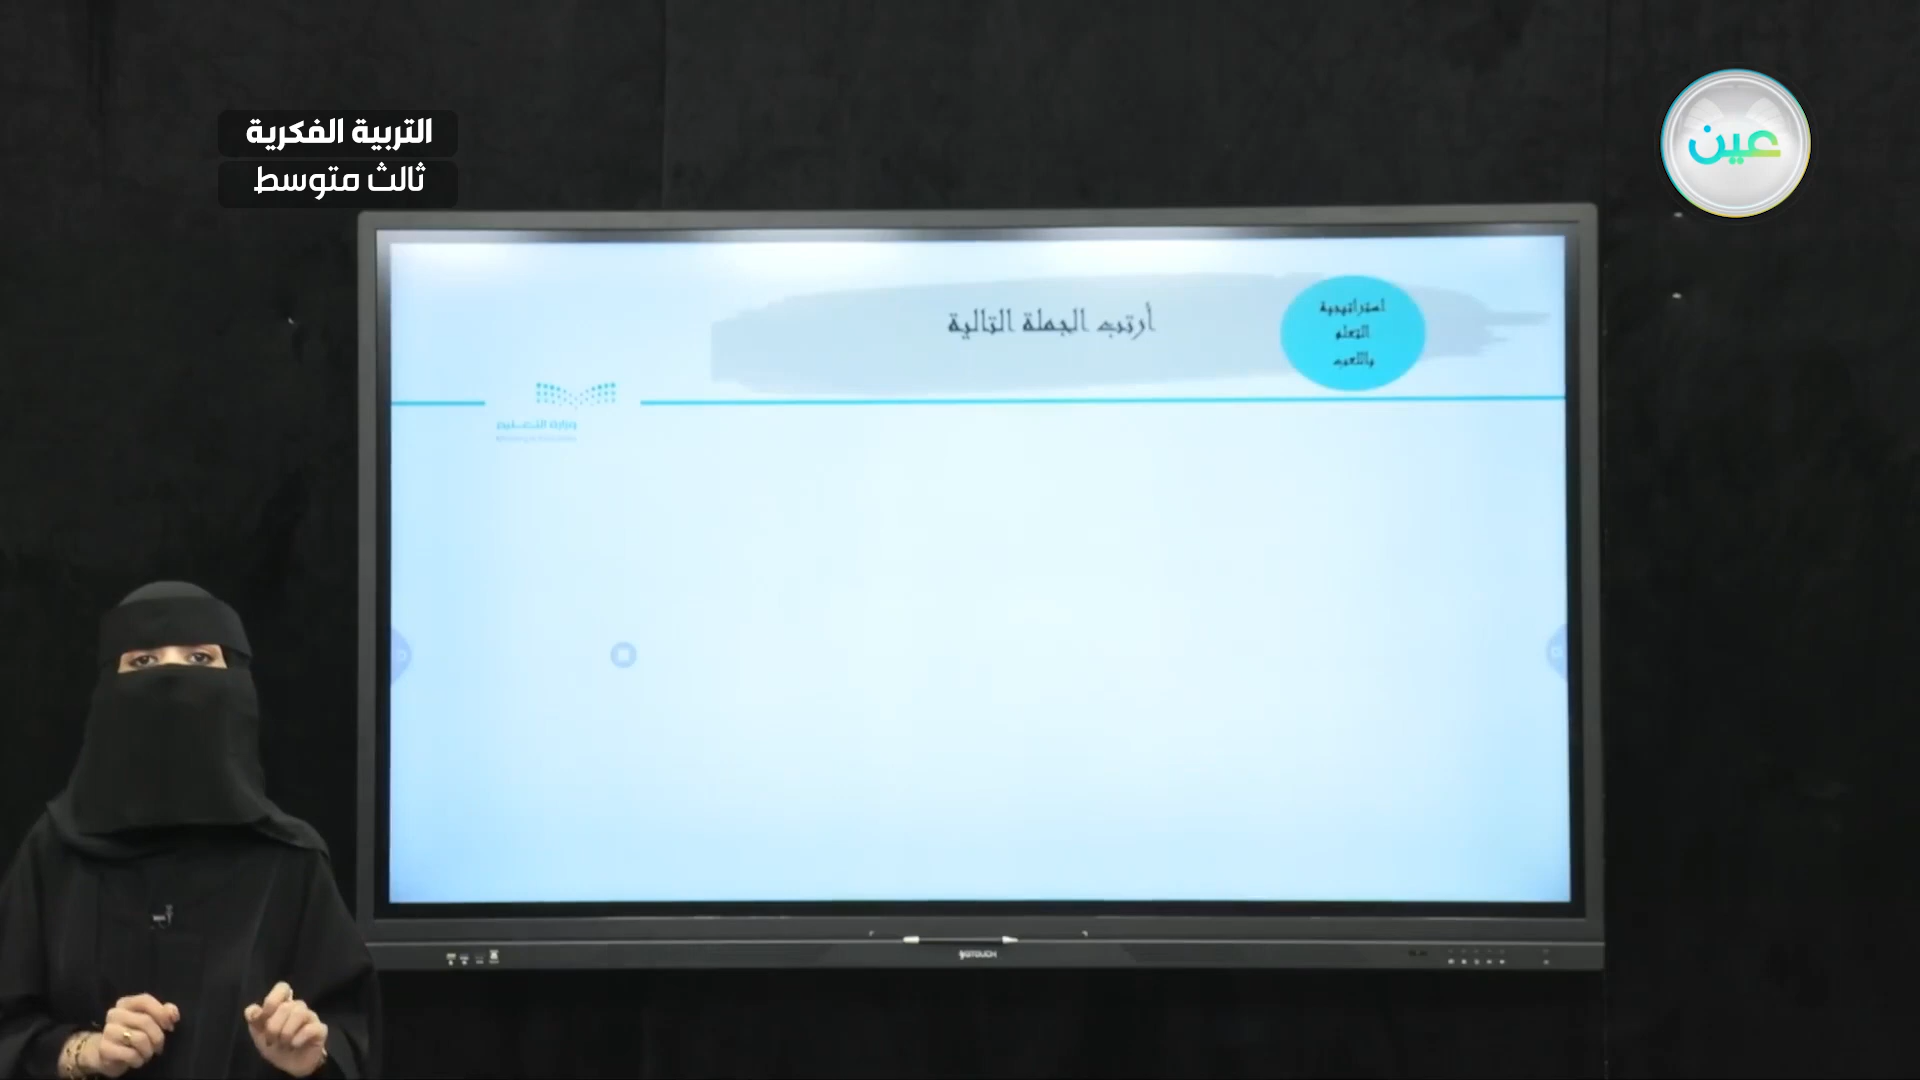 التربية الفكرية
ثالث متوسط
عين
أرتب الجملة التالية
استراتيجية
التعلم
باللعب
وزارة التعليم